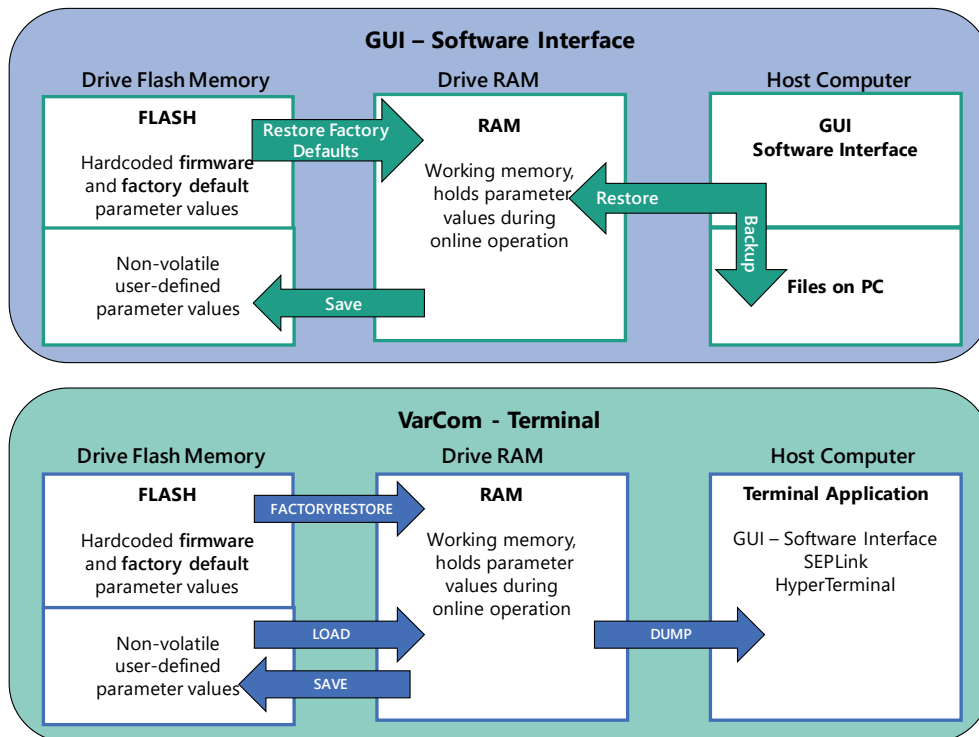 GUI – Software Interface
Drive Flash Memory
FLASH
Hardcoded firmware
and factory default
parameter values
Non-volatile
user-defined
parameter values
Restore Factory
Defaults
Save
Drive RAM
RAM
Working memory,
holds parameter
values during
online operation
Restore
Backup
Host Computer
GUI
Software Interface
Files on PC
VarCom - Terminal
Drive Flash Memory
FLASH
Hardcoded firmware
and factory default
parameter values
Non-volatile
user-defined
parameter values
FACTORYRESTORE
LOAD
SAVE
Drive RAM
RAM
Working memory,
holds parameter
values during
online operation
DUMP
Host Computer
Terminal Application
GUI – Software Interface
SEPLink
HyperTerminal